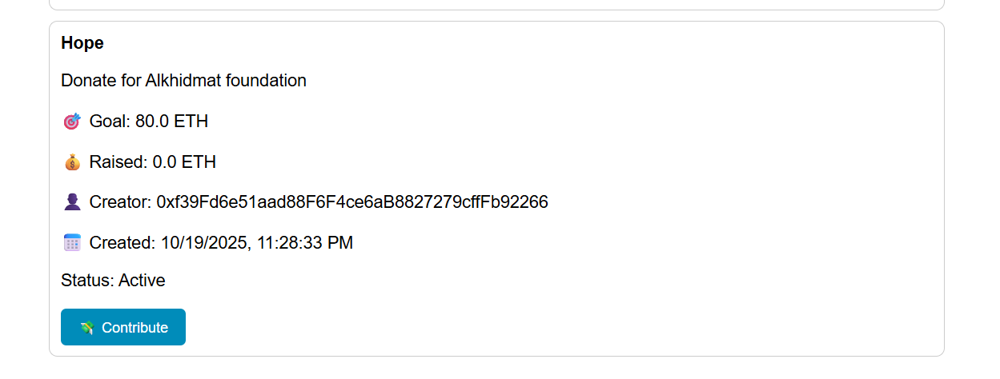 Hope
Donate for Alkhidmat foundation
🎯 Goal: 80.0 ETH
💰 Raised: 0.0 ETH
👤 Creator: 0xf39Fd6e51aad88F6F4ce6aB8827279cffFb92266
📅 Created: 10/19/2025, 11:28:33 PM
Status: Active
💸 Contribute